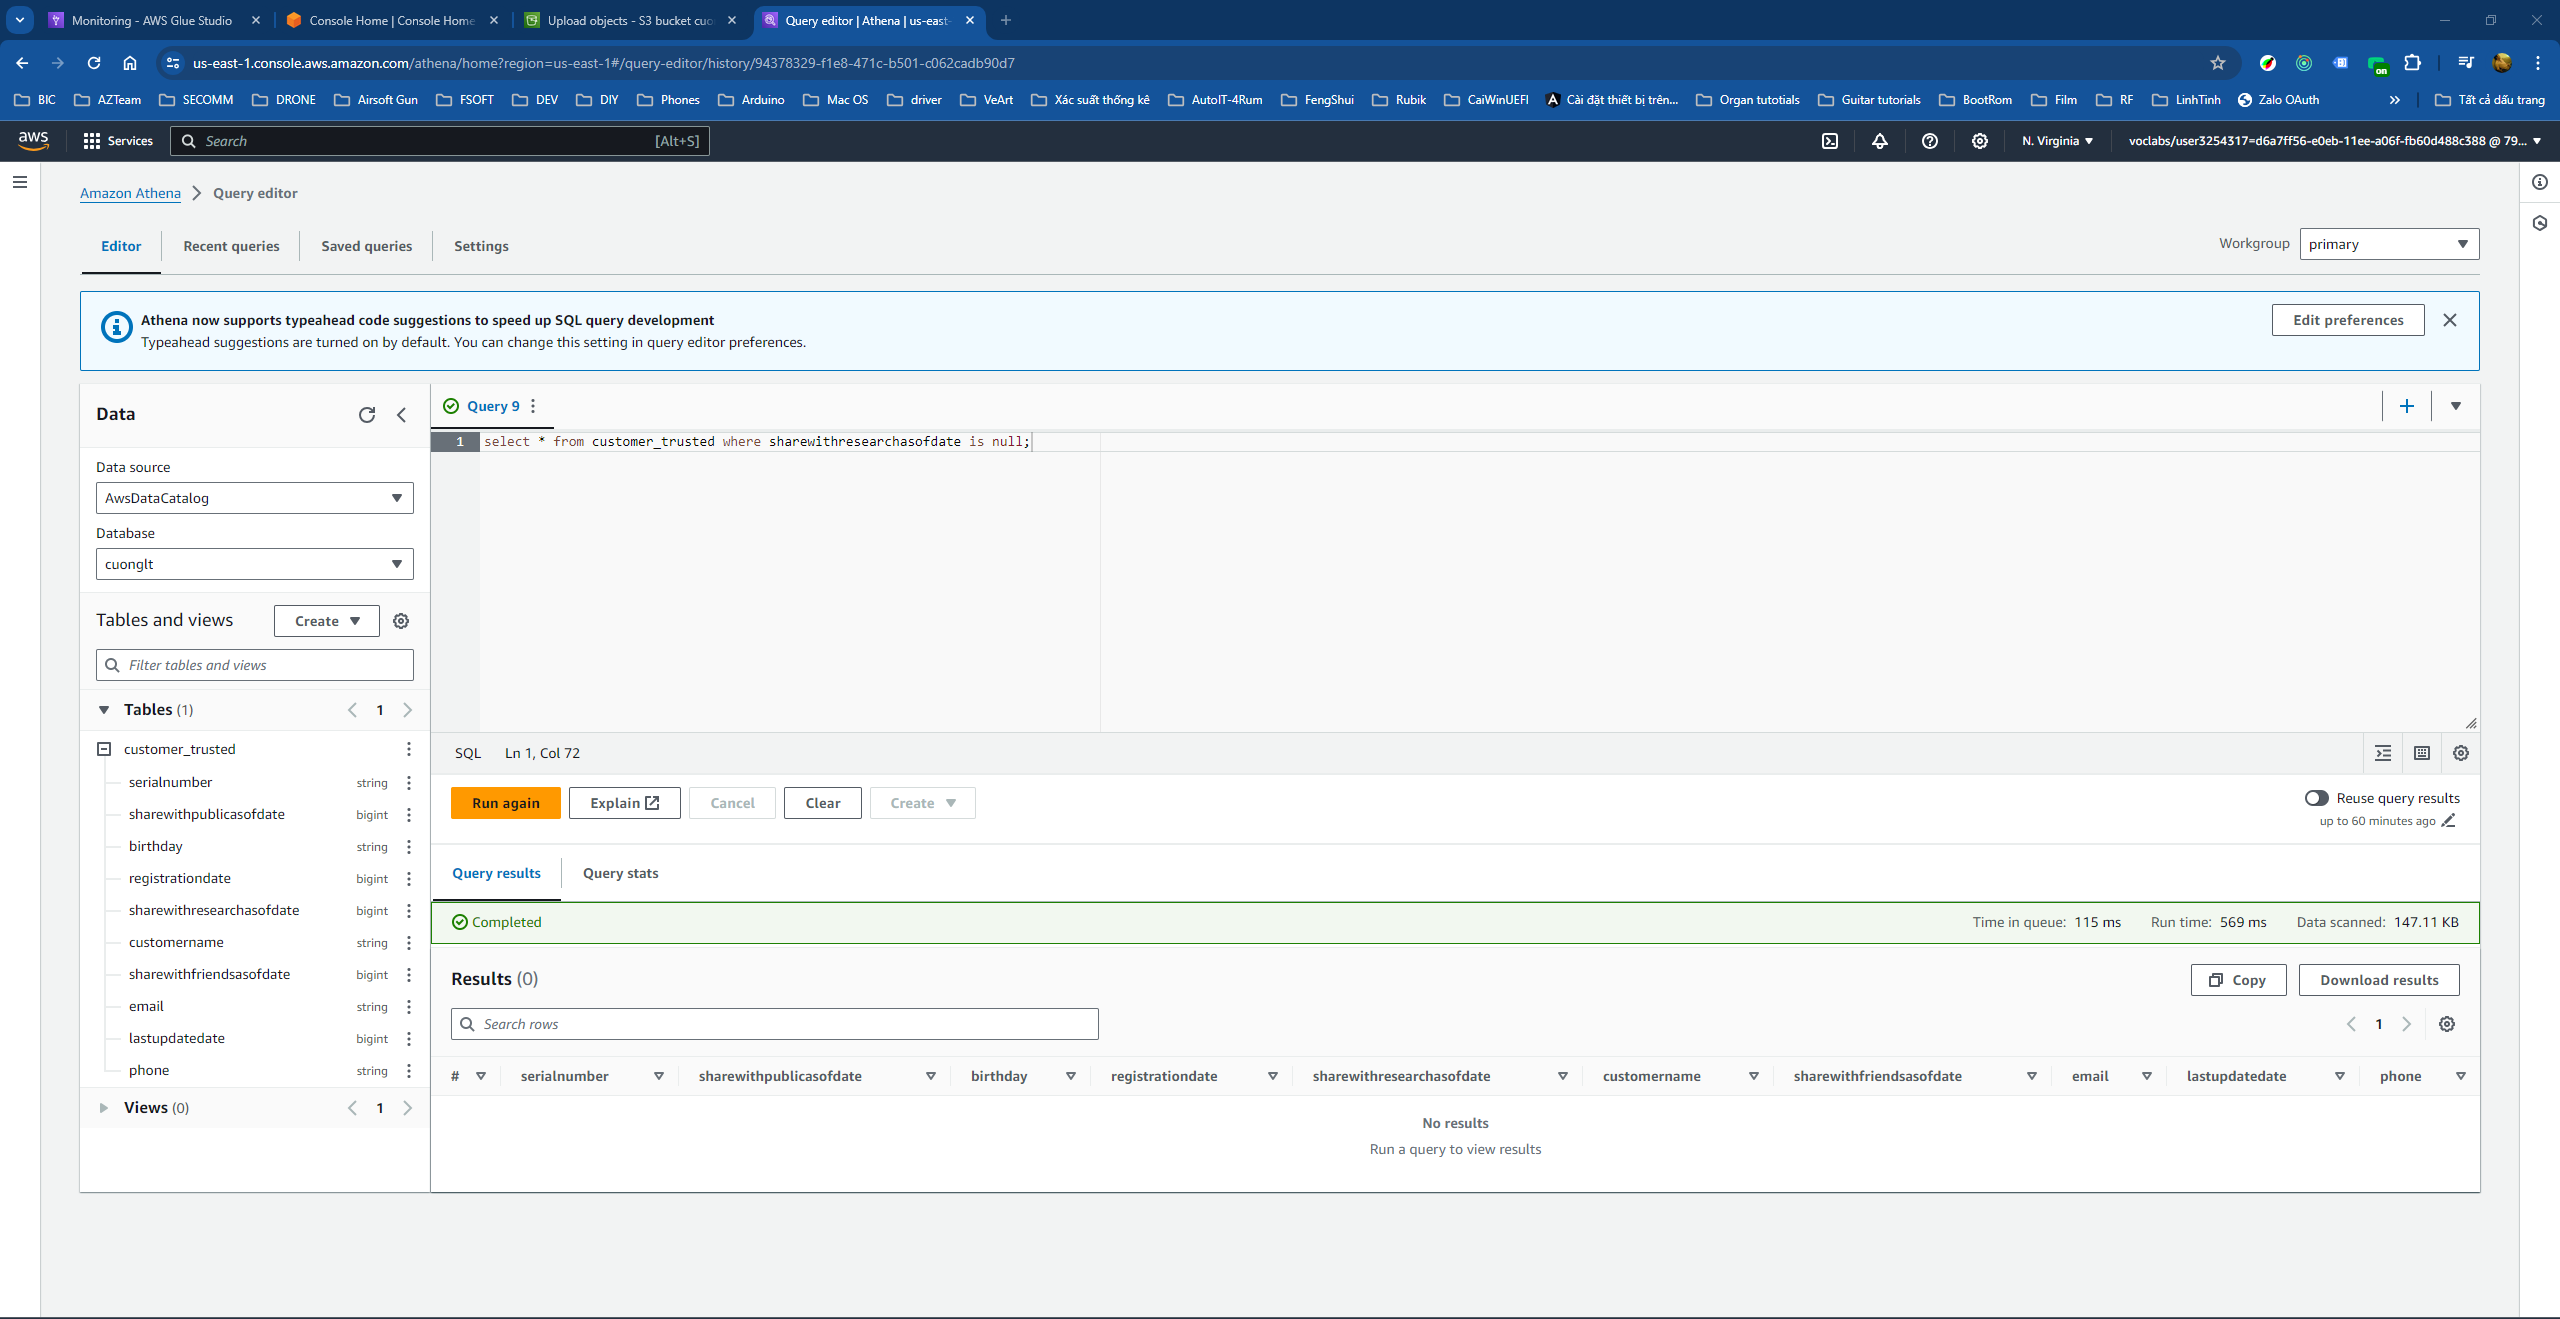 Monitoring - AWS Glue Studio
Console Home | Console Home
Upload objects - S3 bucket cuo
Query editor | Athena | us-east-
us-east-1.console.aws.amazon.com/athena/home?region=us-east-1#/query-editor/history/94378329-f1e8-471c-b501-c062cadb90d7
on
BIC AZTeam SECOMM DRONE Airsoft Gun FSOFT DEV DIY Phones Arduino Mac OS driver VeArt Xác suất thống kê AutoIT-4Rum FengShui Rubik CaiWinUEFI Cài đặt thiết bị trên... Organ tutotials Guitar tutorials BootRom Film RF LinhTinh Zalo OAuth Tất cả dấu trang
aws Services Search [Alt+S] N. Virginia voclabs/user3254317=d6a7ff56-e0eb-11ee-a06f-fb60d488c388 @ 79...
Amazon Athena Query editor
Editor Recent queries Saved queries Settings
Workgroup primary
Athena now supports typeahead code suggestions to speed up SQL query development
Typeahead suggestions are turned on by default. You can change this setting in query editor preferences.
Edit preferences
Data
Data source
AwsDataCatalog
Database
cuonglt
Tables and views Create
Filter tables and views
Tables (1) 1
customer_trusted
serialnumber string
sharewithpublicasofdate bigint
birthday string
registrationdate bigint
sharewithresearchasofdate bigint
customername string
sharewithfriendsasofdate bigint
email string
lastupdatedate bigint
phone string
Views (0) 1
Query 9
1 select * from customer_trusted where sharewithresearchasofdate is null;
SQL Ln 1, Col 72
Run again Explain Cancel Clear Create
Reuse query results
up to 60 minutes ago
Query results Query stats
Completed
Time in queue: 115 ms Run time: 569 ms Data scanned: 147.11 KB
Results (0)
Copy Download results
Search rows
1
# serialnumber sharewithpublicasofdate birthday registrationdate sharewithresearchasofdate customername sharewithfriendsasofdate email lastupdatedate phone
No results
Run a query to view results